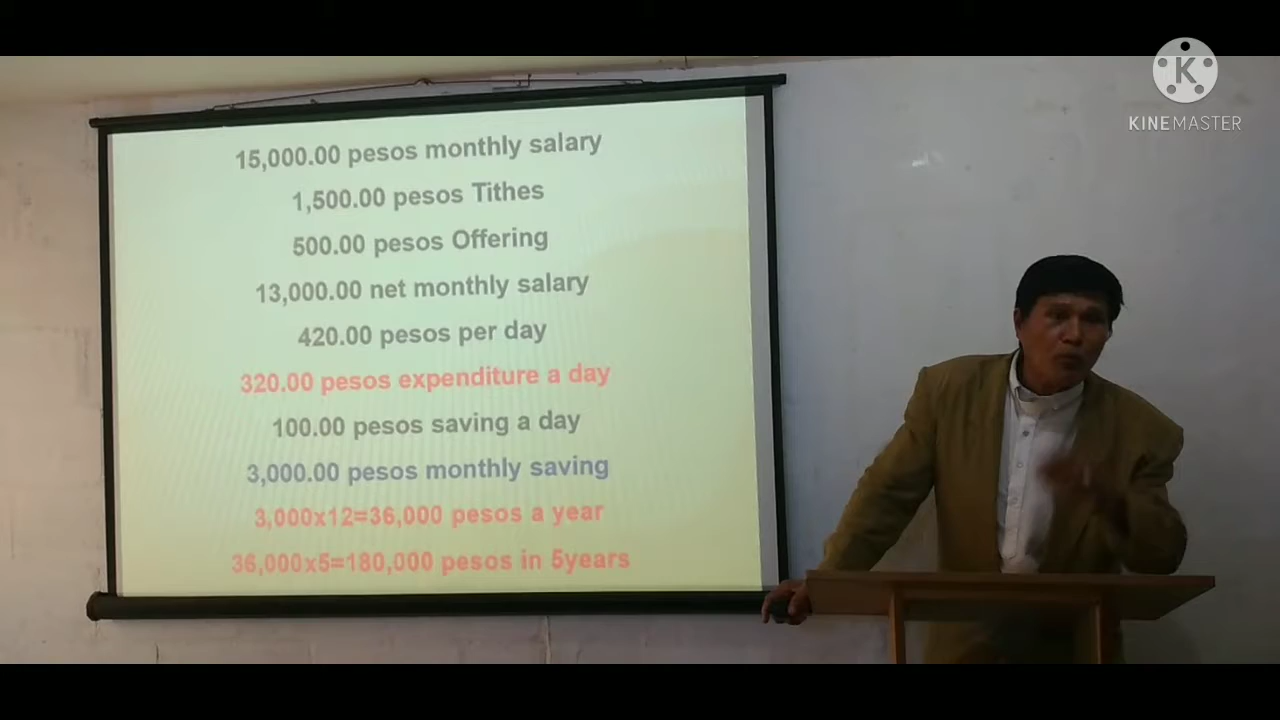 15,000.00 pesos monthly salary
1,500.00 pesos Tithes
500.00 pesos Offering
13,000.00 net monthly salary
420.00 pesos per day
320.00 pesos expenditure a day
100.00 pesos saving a day
3,000.00 pesos monthly saving
3,000x12=36,000 pesos a year
36,000x5=180,000 pesos in 5years
K
KINEMASTER